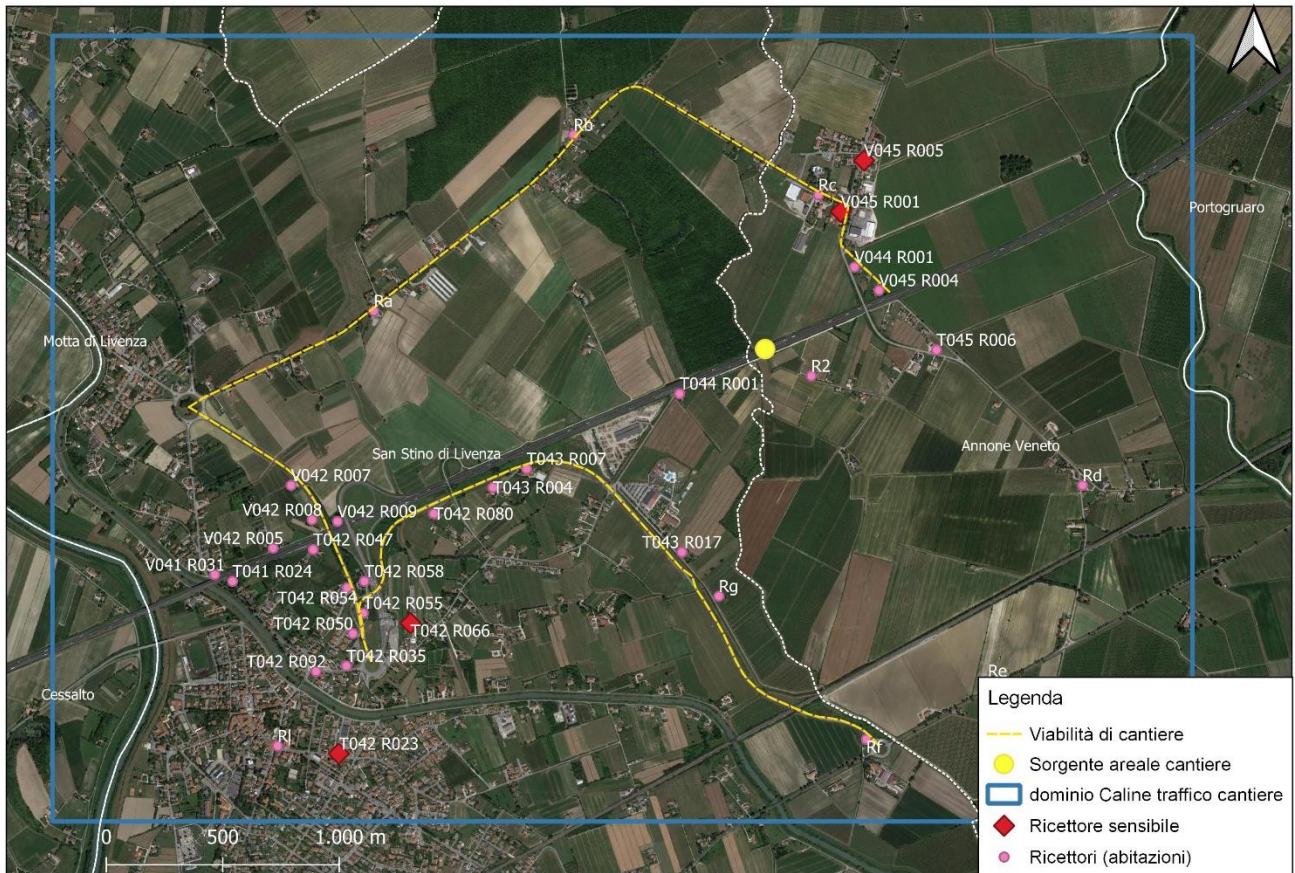 Rb
V045 R005
Rc
V045 R001
Portogruaro
V044 R001
V045 R004
Ra
Motta di Livenza
T045 R006
R2
T044 R001
San Stino di Livenza
T043 R007
Annone Veneto
V042 R007
T043 R004
Rd
V042 R008
V042 R009
T042 R080
V042 R005
T042 R047
T043 R017
V041 R031
T041 R024
T042 R058
T042 R054
Rg
T042 R055
T042 R050
T042 R066
T042 R035
T042 R092
Re
Cessalto
Legenda
Viabilità di cantiere
Rf
T042 R023
Sorgente areale cantiere
dominio Caline traffico cantiere
Ricettore sensibile
0 500 1.000 m
Ricettori (abitazioni)